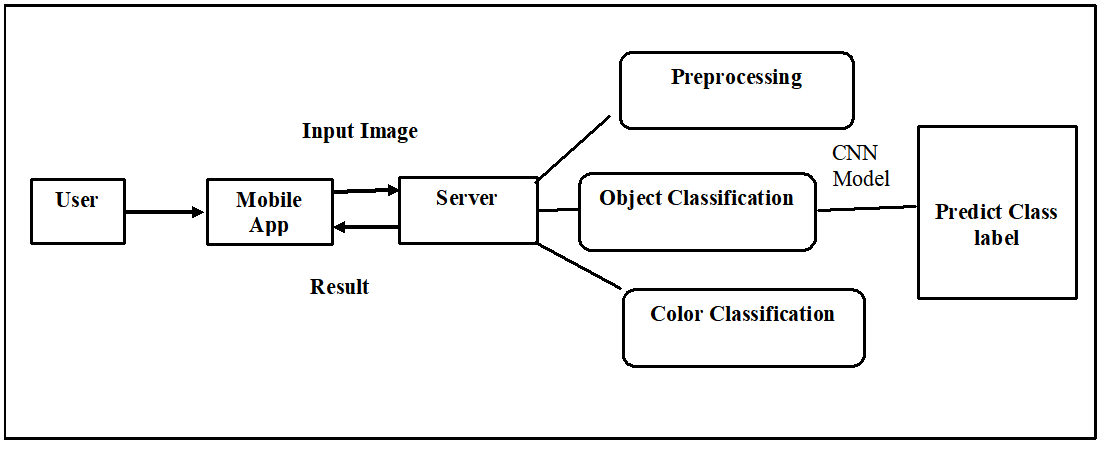 Preprocessing
Input Image
CNN
Model
User
Mobile
App
Server
Object Classification
Predict Class
label
Result
Color Classification